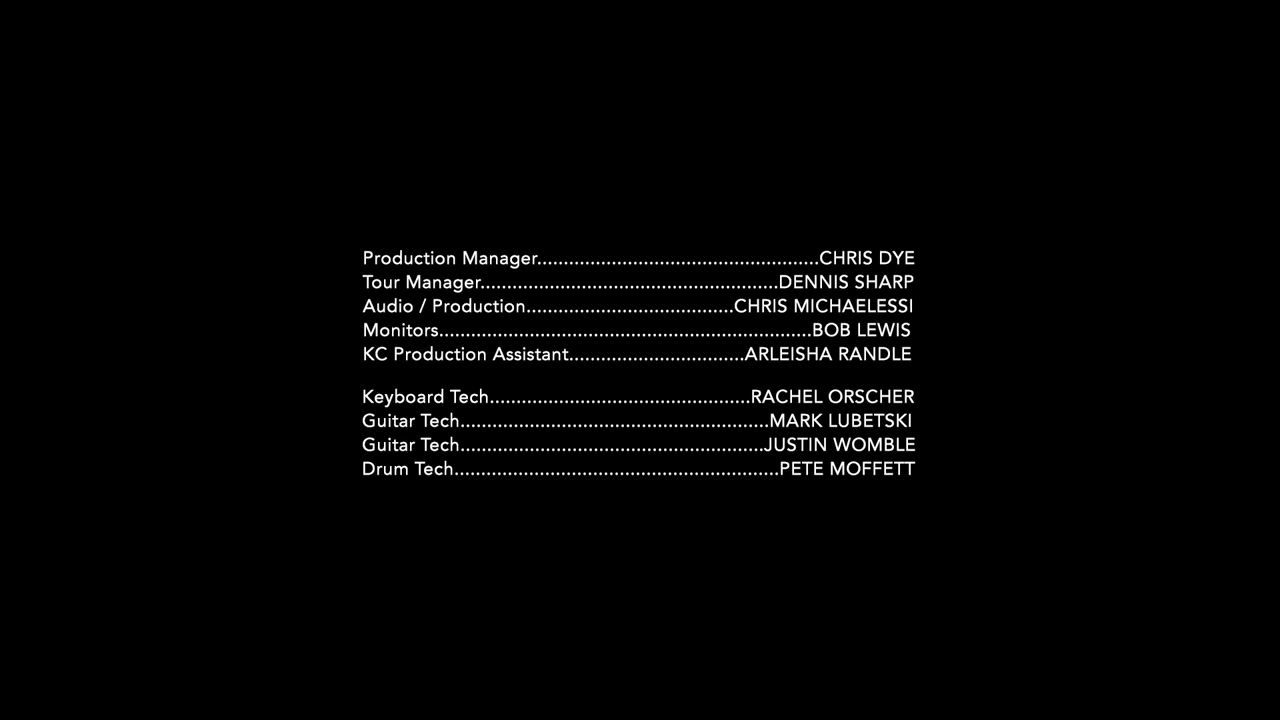 Production Manager.....................................................CHRIS DYE
Tour Manager........................................................DENNIS SHARP
Audio / Production.......................................CHRIS MICHAELESSI
Monitors......................................................................BOB LEWIS
KC Production Assistant.................................ARLEISHA RANDLE
Keyboard Tech.................................................RACHEL ORSCHER
Guitar Tech..........................................................MARK LUBETSKI
Guitar Tech.........................................................JUSTIN WOMBLE
Drum Tech.............................................................PETE MOFFETT